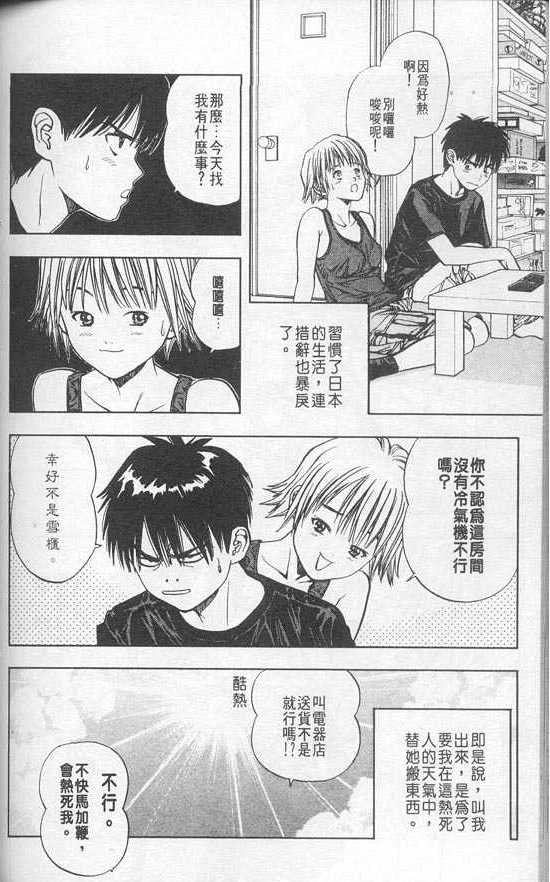 因為好熱
啊！
別囉囉
唆唆呢！
習慣了日本
的生活，連
措辭也暴戾
了。
那麼…今天找
我有什麼事？
嘻嘻嘻…
你不認為這房間
沒有冷氣機不行
嗎？
幸好不是雪櫃。
即是說，叫我
出來，是為了
要我在這熱死
人的天氣中，
替她搬東西。
叫電器店
送貨不是
就行嗎!?
酷熱
不行。
不快馬加鞭，
會熱死我。